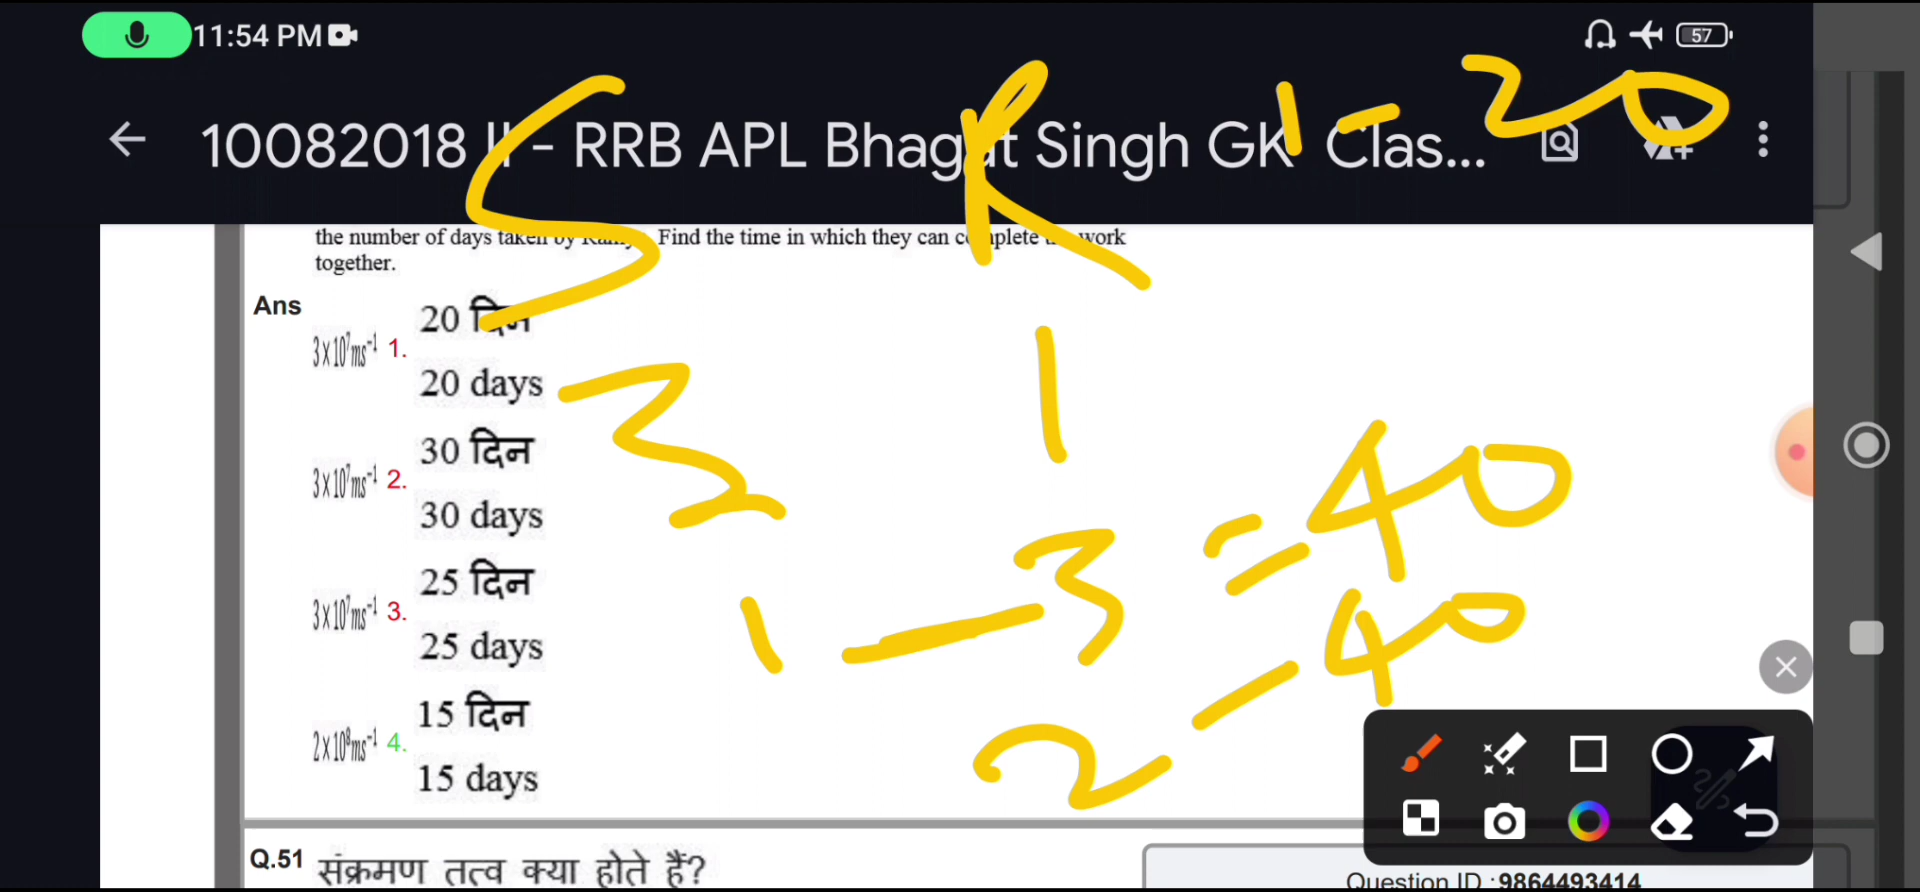 11:54 PM 57
10082018 II - RRB APL Bhagat Singh GK Clas...
S K 1 - 20
the number of days taken by Find the time in which they can complete work
together.
Ans
20 दिन
3x10⁷ms⁻¹ 1.
20 days
3 1
30 दिन
3x10⁷ms⁻¹ 2.
30 days
= 40
25 दिन
3x10⁷ms⁻¹ 3.
25 days
1 — 3
2 - 40
15 दिन
2x10⁸ms⁻¹ 4.
15 days
Q.51 संक्रमण तत्व क्या होते हैं?
Question ID : 9864493414